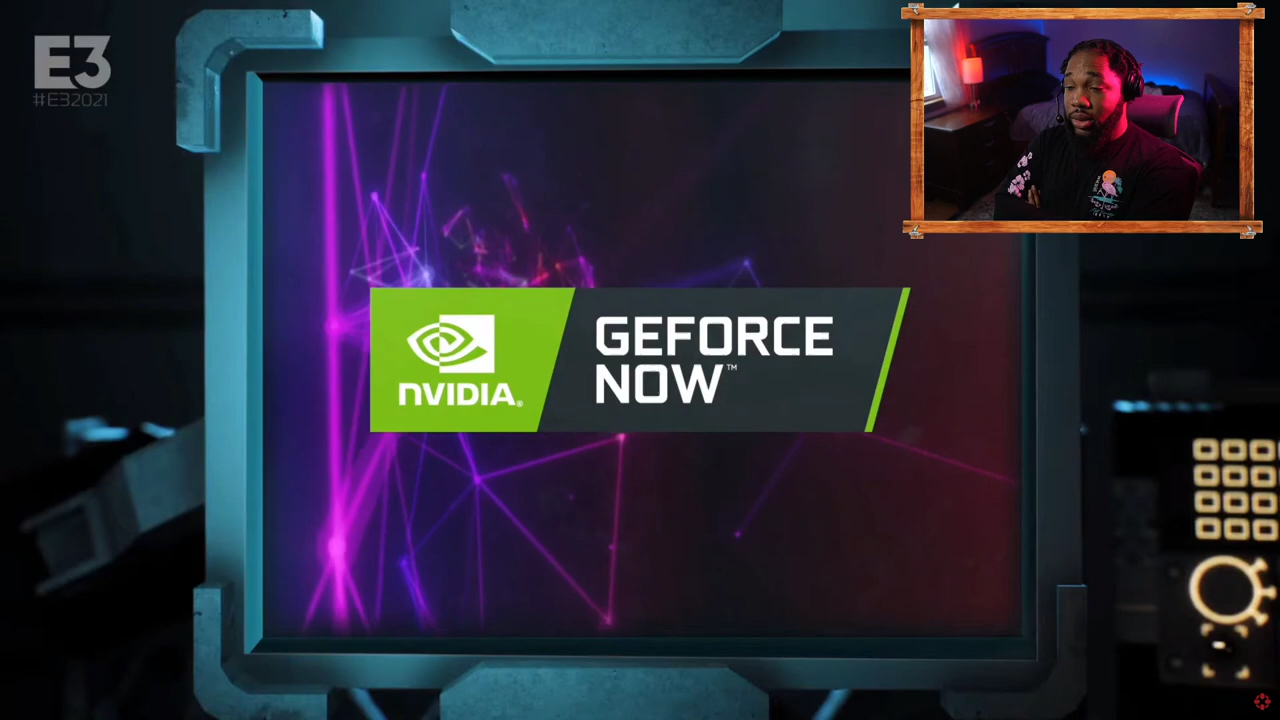 E3
#E32021
NVIDIA®
GEFORCE
NOW™